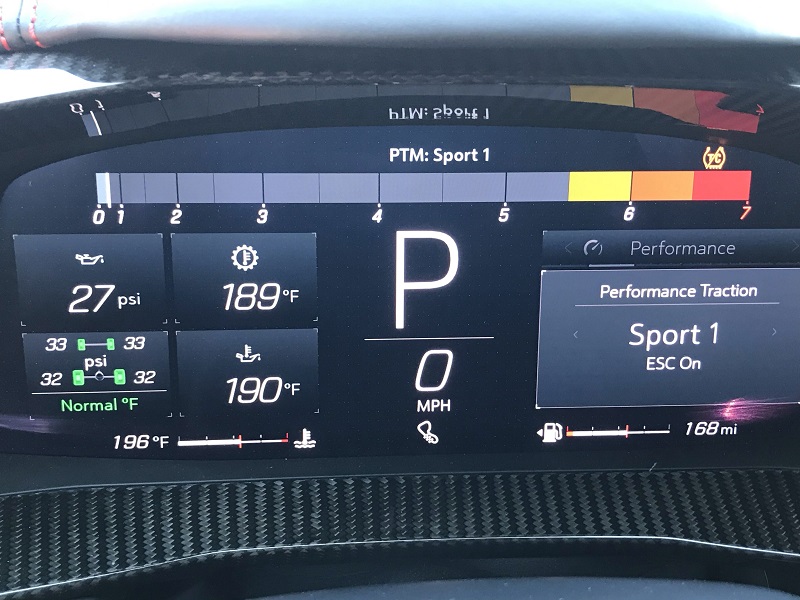 PTM: Sport 1
PTM: Sport 1
TC
0 1 2 3 4 5 6 7
27 psi
189 °F
P
Performance
Performance Traction
Sport 1
ESC On
33 33
psi
32 32
Normal °F
190 °F
0
MPH
196 °F
168 mi